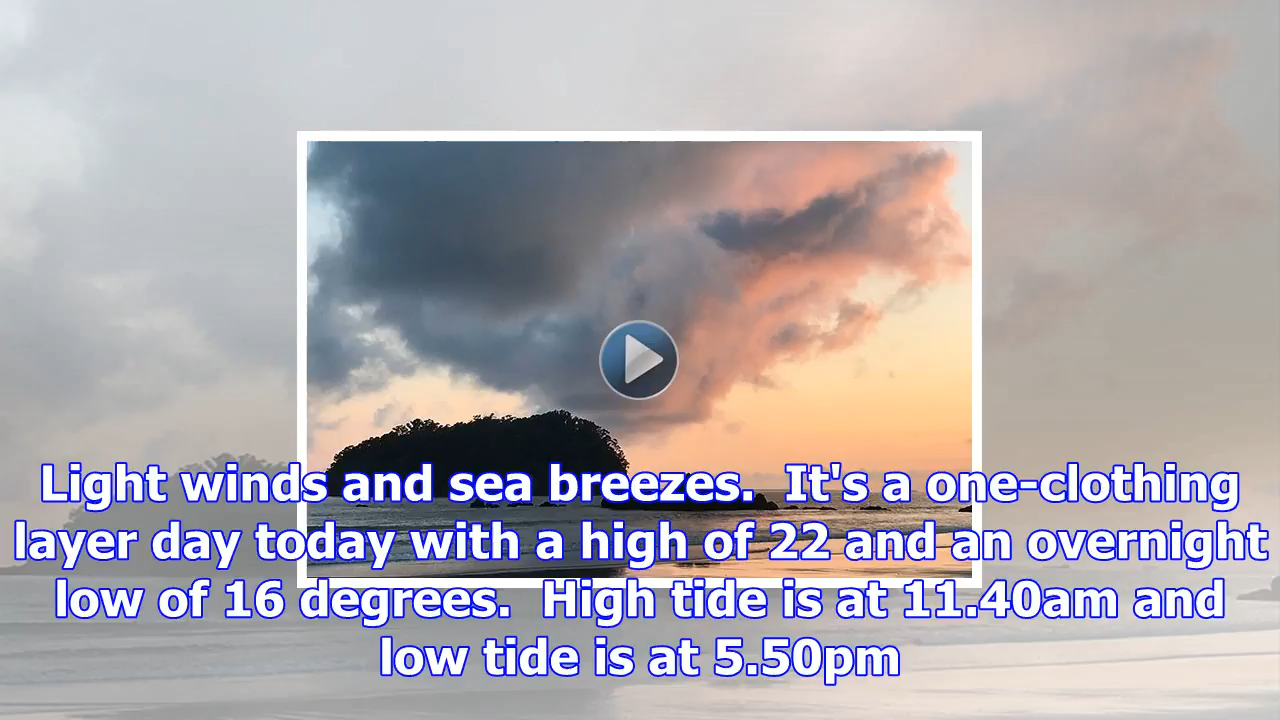 Light winds and sea breezes.  It's a one-clothing
layer day today with a high of 22 and an overnight
low of 16 degrees.  High tide is at 11.40am and
low tide is at 5.50pm